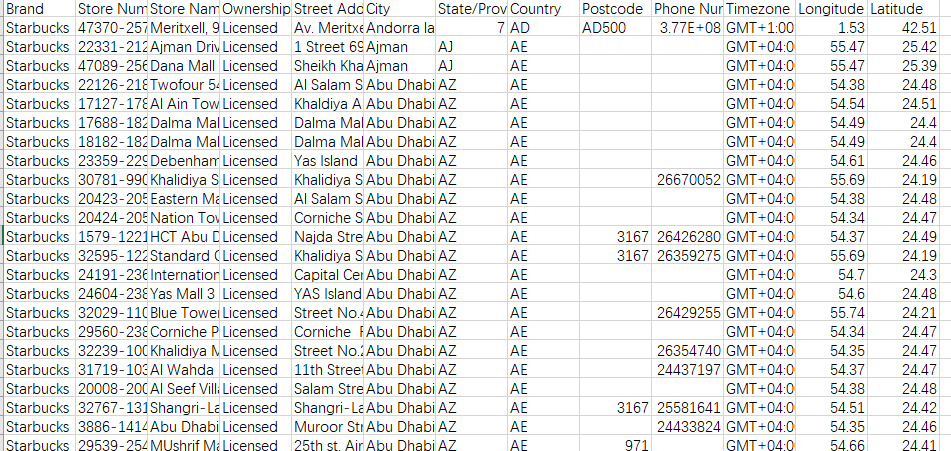 Brand Store Num Store Nam Ownership Street Add City State/Prov Country Postcode Phone Nur Timezone Longitude Latitude
Starbucks 47370-257 Meritxell, 9 Licensed Av. Meritxe Andorra la 7 AD AD500 3.77E+08 GMT+1:00 1.53 42.51
Starbucks 22331-212 Ajman Driv Licensed 1 Street 69 Ajman AJ AE GMT+04:0 55.47 25.42
Starbucks 47089-256 Dana Mall Licensed Sheikh Kha Ajman AJ AE GMT+04:0 55.47 25.39
Starbucks 22126-218 Twofour 54 Licensed Al Salam S Abu Dhabi AZ AE GMT+04:0 54.38 24.48
Starbucks 17127-178 Al Ain Tow Licensed Khaldiya A Abu Dhabi AZ AE GMT+04:0 54.54 24.51
Starbucks 17688-182 Dalma Mal Licensed Dalma Mal Abu Dhabi AZ AE GMT+04:0 54.49 24.4
Starbucks 18182-182 Dalma Mal Licensed Dalma Mal Abu Dhabi AZ AE GMT+04:0 54.49 24.4
Starbucks 23359-229 Debenham Licensed Yas Island Abu Dhabi AZ AE GMT+04:0 54.61 24.46
Starbucks 30781-990 Khalidiya S Licensed Khalidiya S Abu Dhabi AZ AE 26670052 GMT+04:0 55.69 24.19
Starbucks 20423-205 Eastern Ma Licensed Al Salam S Abu Dhabi AZ AE GMT+04:0 54.38 24.48
Starbucks 20424-205 Nation Tow Licensed Corniche S Abu Dhabi AZ AE GMT+04:0 54.34 24.47
Starbucks 1579-1221 HCT Abu D Licensed Najda Stre Abu Dhabi AZ AE 3167 26426280 GMT+04:0 54.37 24.49
Starbucks 32595-122 Standard C Licensed Khalidiya S Abu Dhabi AZ AE 3167 26359275 GMT+04:0 55.69 24.19
Starbucks 24191-236 Internation Licensed Capital Cen Abu Dhabi AZ AE GMT+04:0 54.7 24.3
Starbucks 24604-238 Yas Mall 3 Licensed YAS Island Abu Dhabi AZ AE GMT+04:0 54.6 24.48
Starbucks 32029-110 Blue Tower Licensed Street No.4 Abu Dhabi AZ AE 26429255 GMT+04:0 55.74 24.21
Starbucks 29560-238 Corniche P Licensed Corniche Abu Dhabi AZ AE GMT+04:0 54.34 24.47
Starbucks 32239-100 Khalidiya M Licensed Street No.2 Abu Dhabi AZ AE 26354740 GMT+04:0 54.35 24.47
Starbucks 31719-103 Al Wahda Licensed 11th Street Abu Dhabi AZ AE 24437197 GMT+04:0 54.37 24.47
Starbucks 20008-200 Al Seef Villa Licensed Salam Stre Abu Dhabi AZ AE GMT+04:0 54.38 24.48
Starbucks 32767-131 Shangri-La Licensed Shangri-La Abu Dhabi AZ AE 3167 25581641 GMT+04:0 54.51 24.42
Starbucks 3886-1414 Abu Dhabi Licensed Muroor Str Abu Dhabi AZ AE 24433824 GMT+04:0 54.35 24.46
Starbucks 29539-254 MUshrif Ma Licensed 25th st. Air Abu Dhabi AZ AE 971 GMT+04:0 54.66 24.41